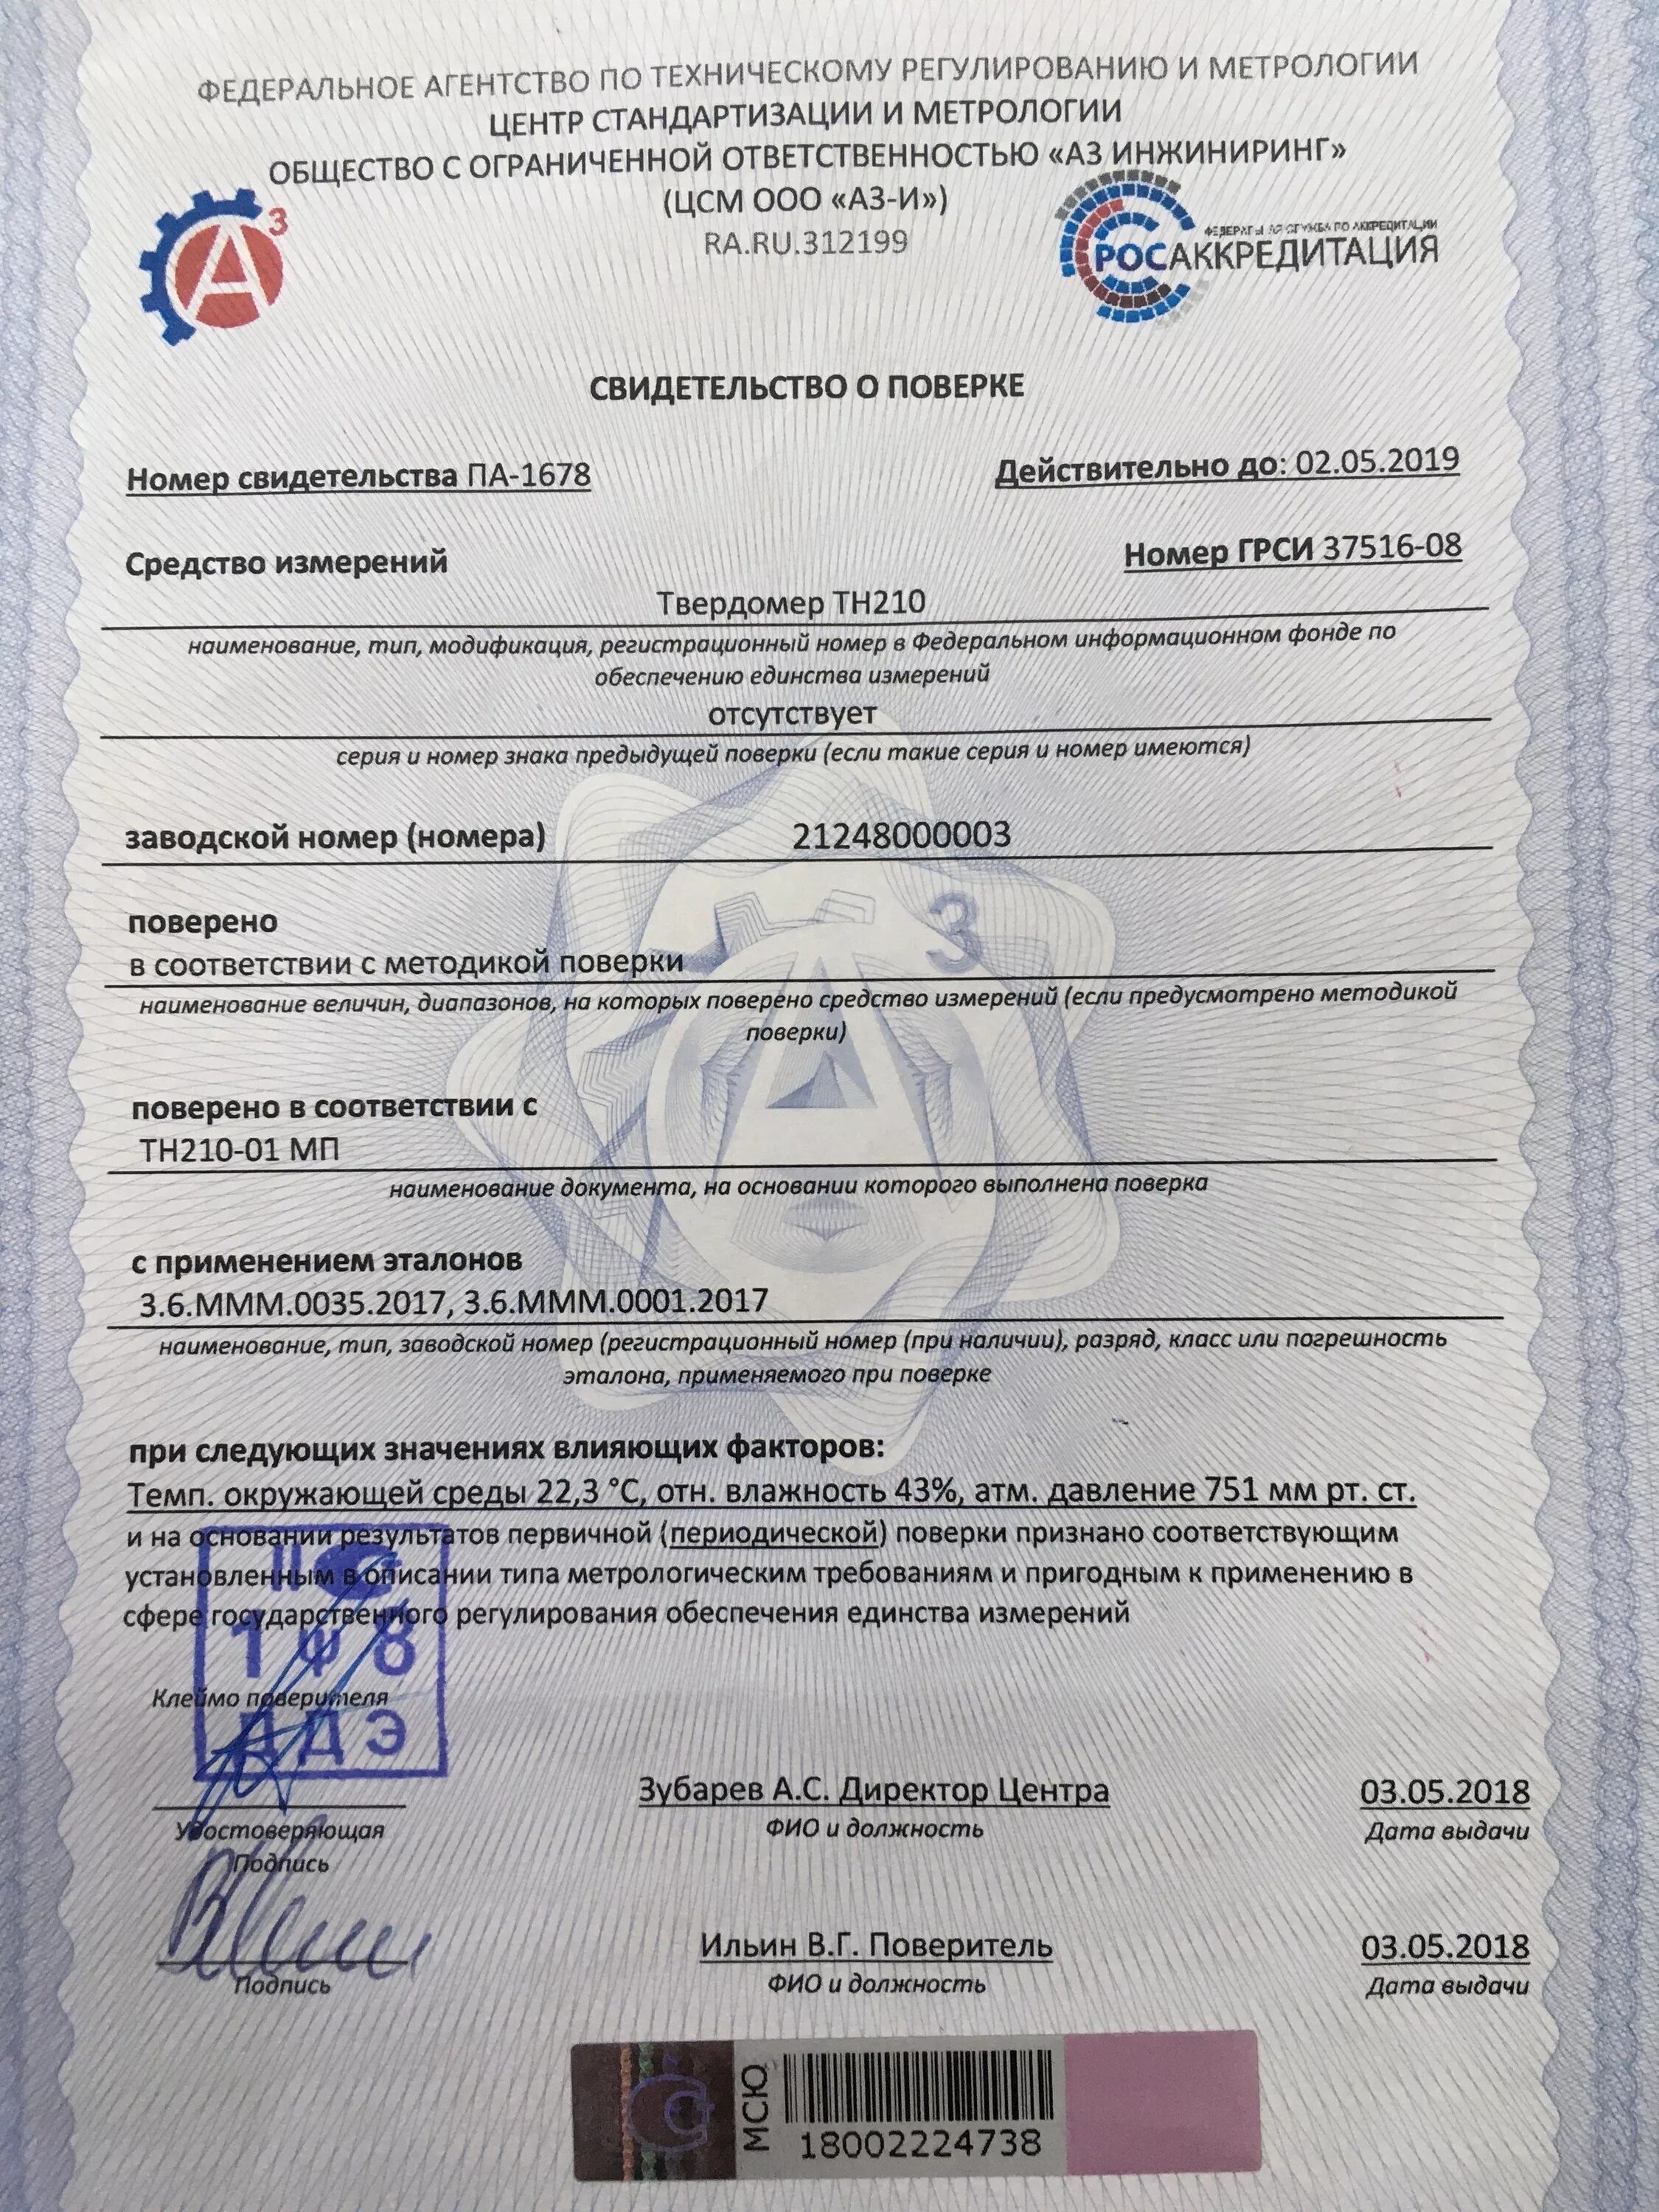 ФЕДЕРАЛЬНОЕ АГЕНТСТВО ПО ТЕХНИЧЕСКОМУ РЕГУЛИРОВАНИЮ И МЕТРОЛОГИИ
ЦЕНТР СТАНДАРТИЗАЦИИ И МЕТРОЛОГИИ
ОБЩЕСТВО С ОГРАНИЧЕННОЙ ОТВЕТСТВЕННОСТЬЮ «АЗ ИНЖИНИРИНГ»
(ЦСМ ООО «АЗ-И»)
RA.RU.312199
А3
ФЕДЕРАЛЬНАЯ СЛУЖБА ПО АККРЕДИТАЦИИ
РОСАККРЕДИТАЦИЯ
СВИДЕТЕЛЬСТВО О ПОВЕРКЕ
Номер свидетельства ПА-1678 Действительно до: 02.05.2019
Средство измерений Номер ГРСИ 37516-08
Твердомер ТН210
наименование, тип, модификация, регистрационный номер в Федеральном информационном фонде по
обеспечению единства измерений
отсутствует
серия и номер знака предыдущей поверки (если такие серия и номер имеются)
заводской номер (номера) 21248000003
поверено
в соответствии с методикой поверки
наименование величин, диапазонов, на которых поверено средство измерений (если предусмотрено методикой
поверки)
поверено в соответствии с
ТН210-01 МП
наименование документа, на основании которого выполнена поверка
с применением эталонов
3.6.МММ.0035.2017, 3.6.МММ.0001.2017
наименование, тип, заводской номер (регистрационный номер (при наличии), разряд, класс или погрешность
эталона, применяемого при поверке
при следующих значениях влияющих факторов:
Темп. окружающей среды 22,3 °C, отн. влажность 43%, атм. давление 751 мм рт. ст.
и на основании результатов первичной (периодической) поверки признано соответствующим
установленным в описании типа метрологическим требованиям и пригодным к применению в
сфере государственного регулирования обеспечения единства измерений
II
1 Ф 8
Клеймо поверителя
Д Э
Зубарев А.С. Директор Центра 03.05.2018
Удостоверяющая ФИО и должность Дата выдачи
Подпись
Ильин В.Г. Поверитель 03.05.2018
Подпись ФИО и должность Дата выдачи
МСЮ
18002224738